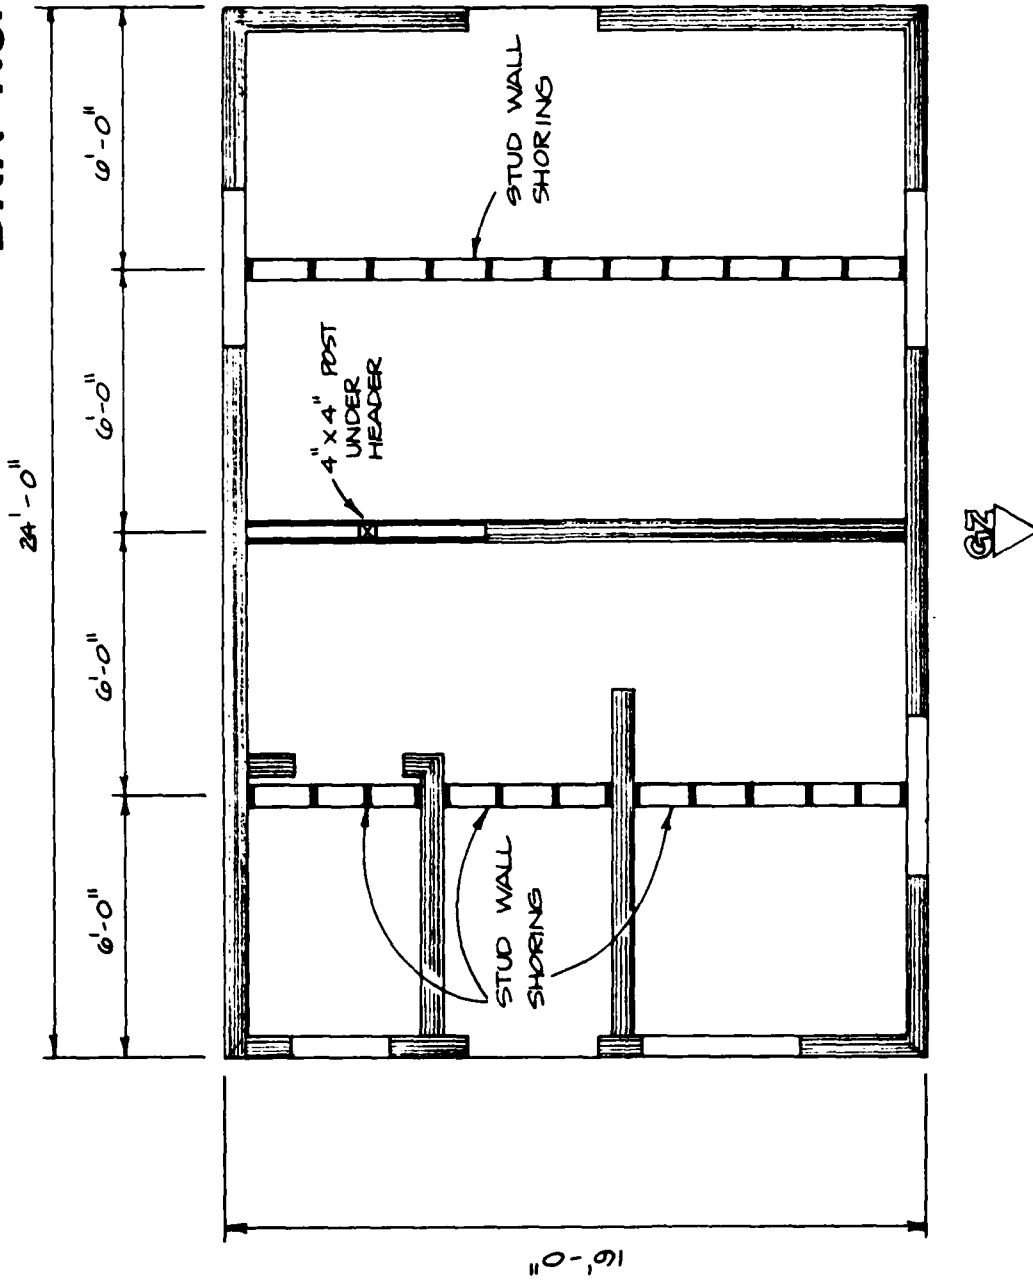 24'-0"
6'-0"
6'-0"
6'-0"
6'-0"
STUD WALL
SHORING
4" X 4" POST
UNDER
HEADER
STUD WALL
SHORING
GZ
16'-0"